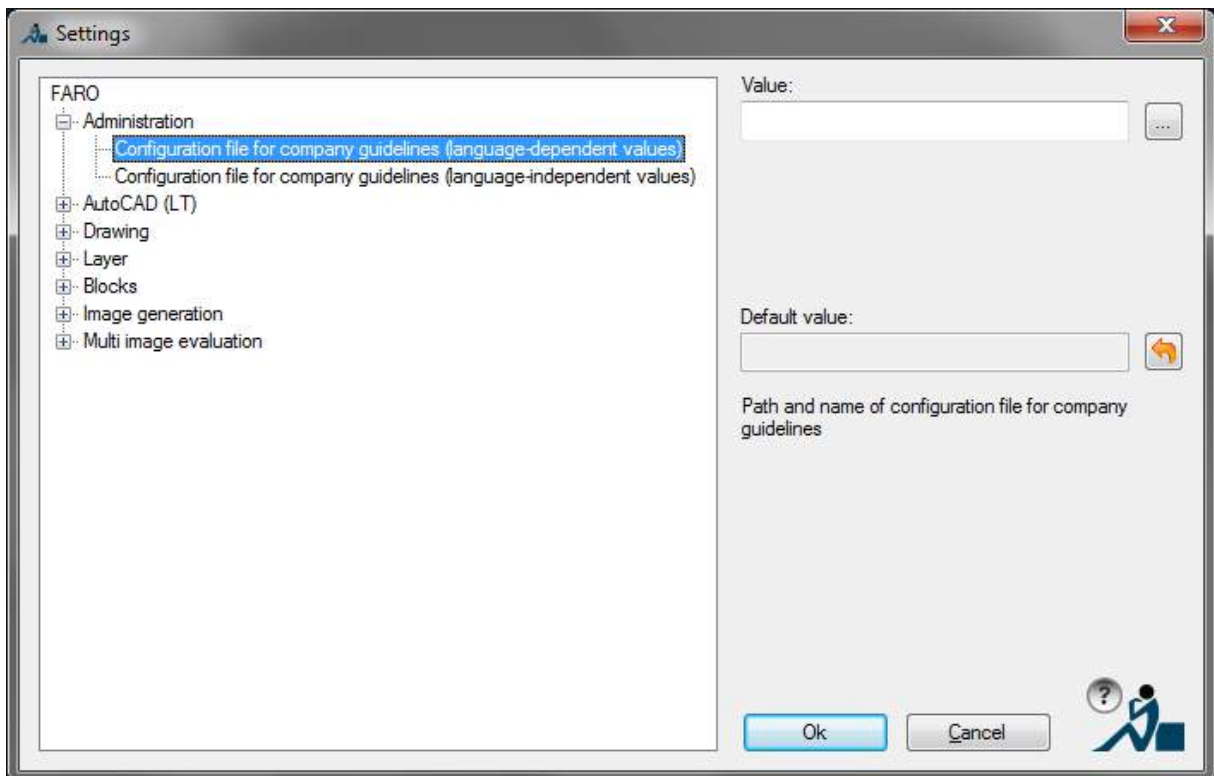 Settings
FARO
Administration
Configuration file for company guidelines (language-dependent values)
Configuration file for company guidelines (language-independent values)
AutoCAD (LT)
Drawing
Layer
Blocks
Image generation
Multi image evaluation
Value:
...
Default value:
Path and name of configuration file for company
guidelines
?
Ok
Cancel